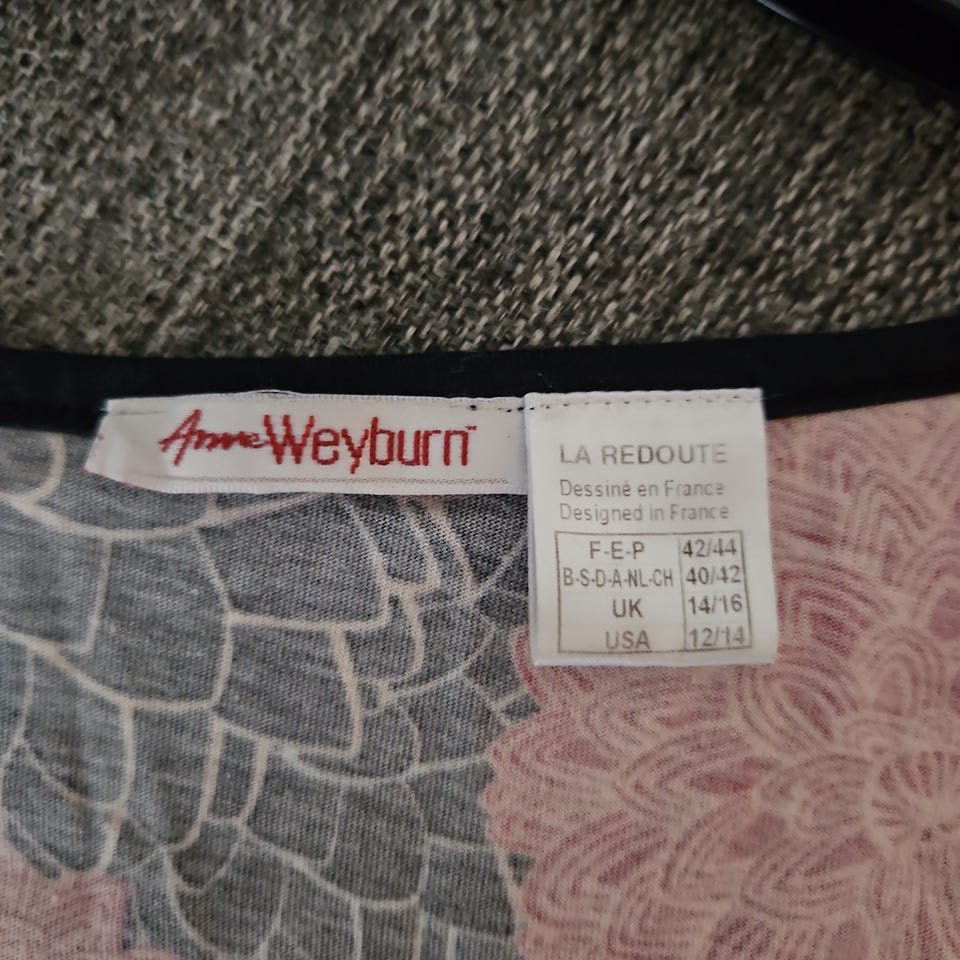 Anne Weyburn™
LA REDOUTE
Dessiné en France
Designed in France
F-E-P 42/44
B-S-D-A-NL-CH 40/42
UK 14/16
USA 12/14